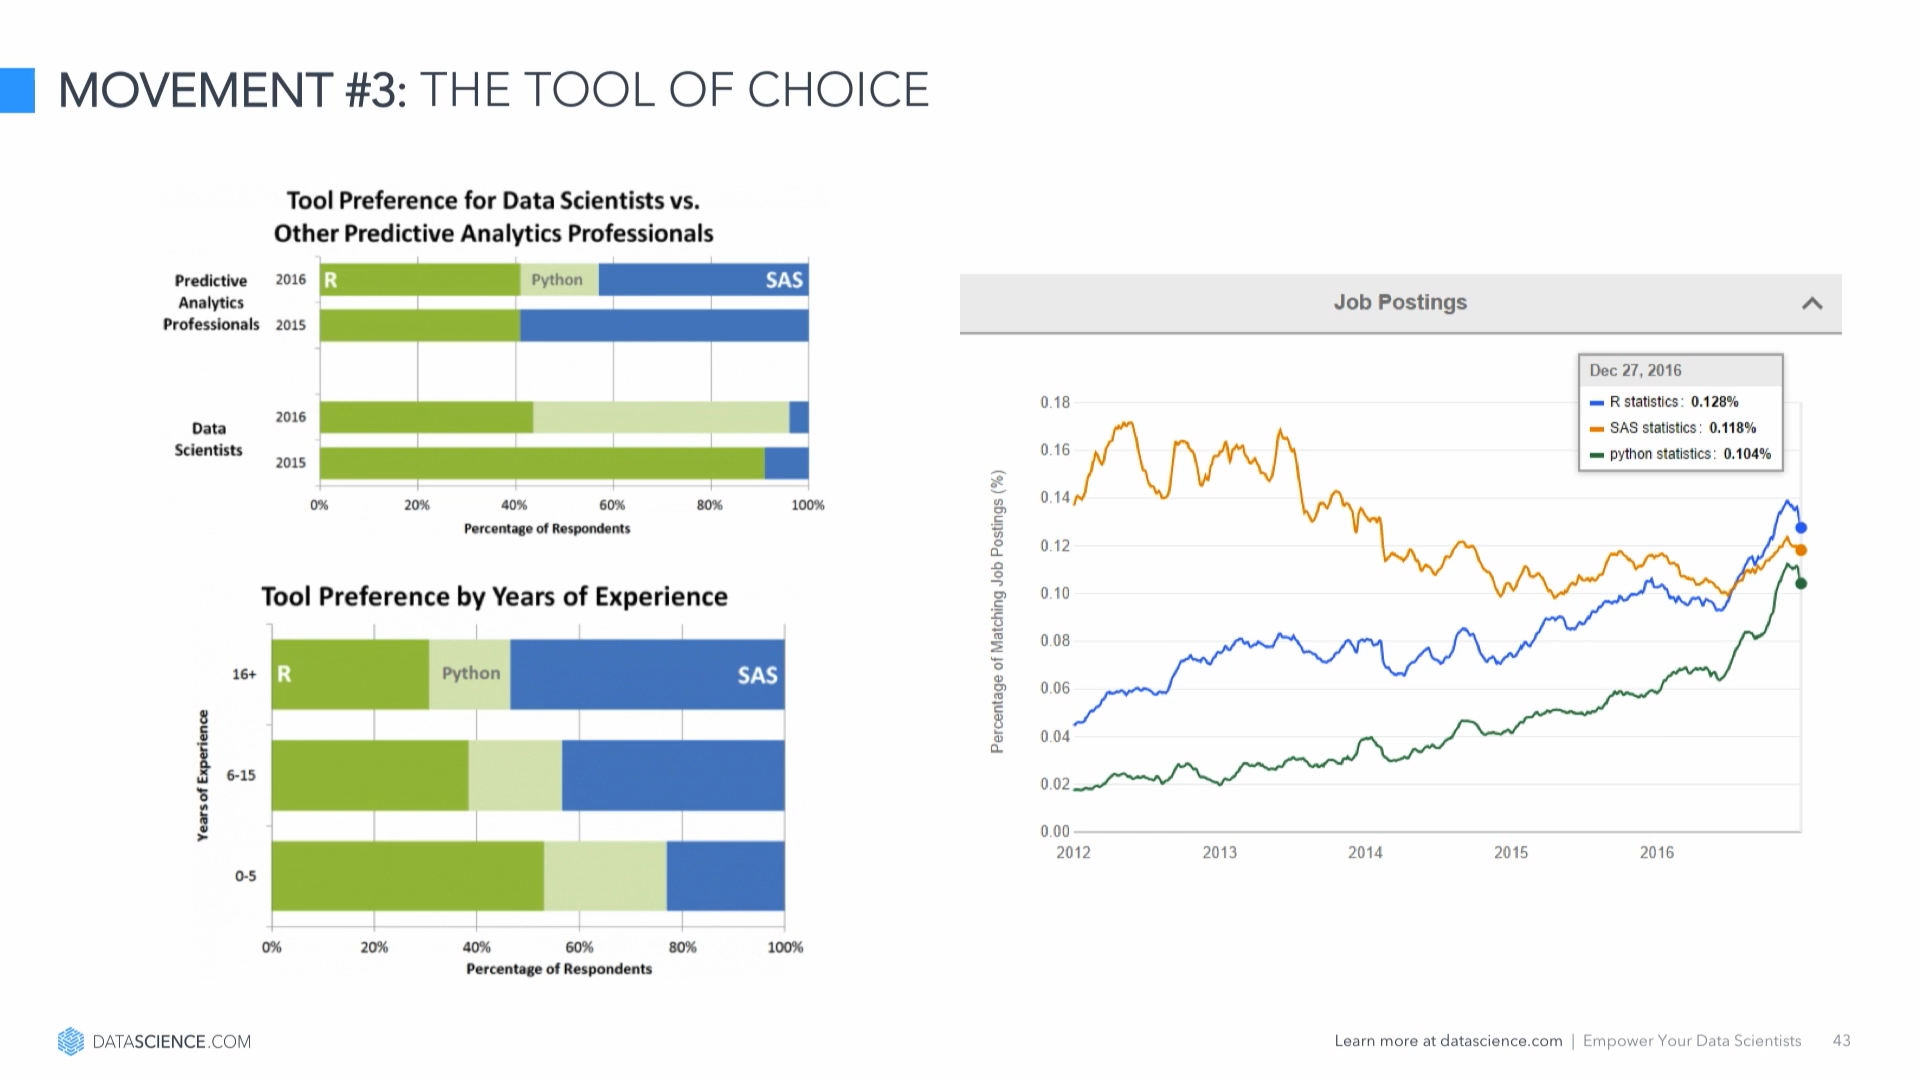 MOVEMENT #3: THE TOOL OF CHOICE
Tool Preference for Data Scientists vs.
Other Predictive Analytics Professionals
Predictive
Analytics
Professionals
2016
R
Python
SAS
2015
Data
Scientists
2016
2015
0%
20%
40%
60%
80%
100%
Percentage of Respondents
Tool Preference by Years of Experience
Years of Experience
16+
R
Python
SAS
6-15
0-5
0%
20%
40%
60%
80%
100%
Percentage of Respondents
Job Postings
Dec 27, 2016
R statistics: 0.128%
SAS statistics: 0.118%
python statistics: 0.104%
Percentage of Matching Job Postings (%)
0.18
0.16
0.14
0.12
0.10
0.08
0.06
0.04
0.02
0.00
2012
2013
2014
2015
2016
DATASCIENCE.COM
Learn more at datascience.com | Empower Your Data Scientists
43